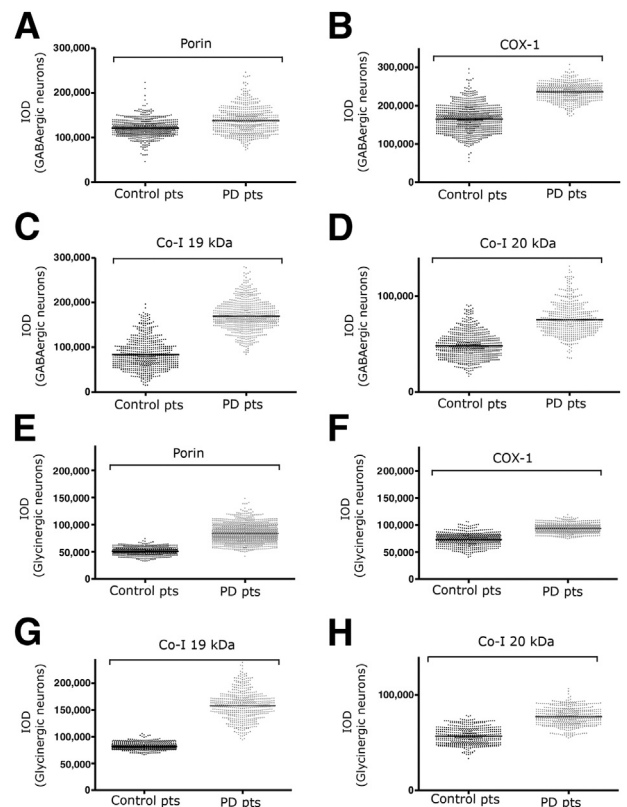 A
Porin
IOD
(GABAergic neurons)
300,000
200,000
100,000
0
Control pts
PD pts
B
COX-1
IOD
(GABAergic neurons)
300,000
200,000
100,000
0
Control pts
PD pts
C
Co-I 19 kDa
IOD
(GABAergic neurons)
300,000
200,000
100,000
0
Control pts
PD pts
D
Co-I 20 kDa
IOD
(GABAergic neurons)
100,000
0
Control pts
PD pts
E
Porin
IOD
(Glycinergic neurons)
200,000
150,000
100,000
50,000
0
Control pts
PD pts
F
COX-1
IOD
(Glycinergic neurons)
200,000
150,000
100,000
50,000
0
Control pts
PD pts
G
Co-I 19 kDa
IOD
(Glycinergic neurons)
200,000
150,000
100,000
50,000
0
Control pts
PD pts
H
Co-I 20 kDa
IOD
(Glycinergic neurons)
100,000
0
Control pts
PD pts